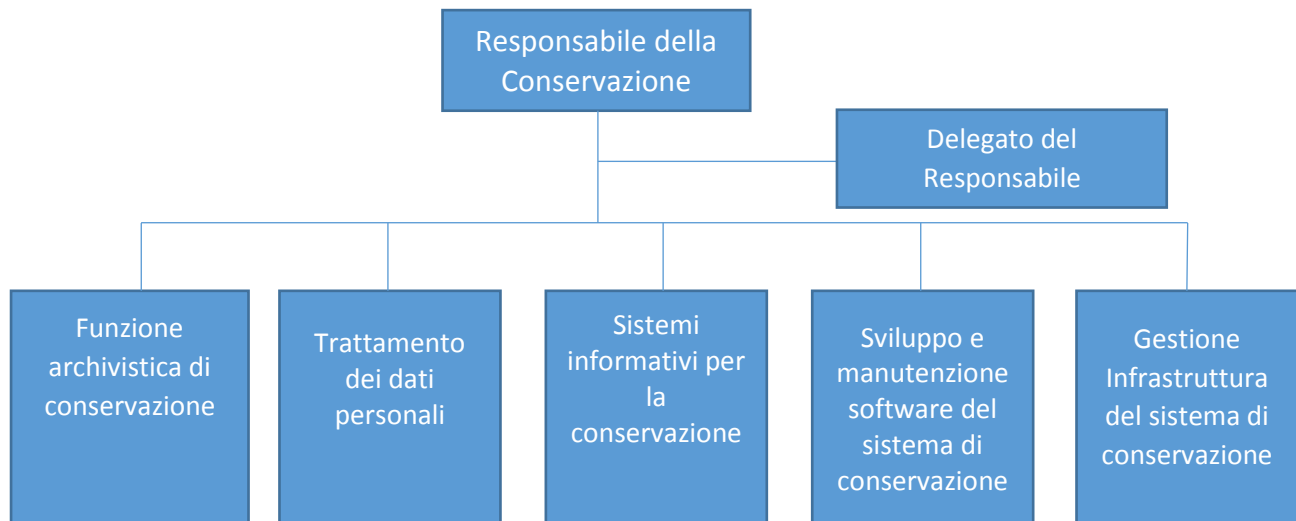 Responsabile della
Conservazione
Delegato del
Responsabile
Funzione
archivistica di
conservazione
Trattamento
dei dati
personali
Sistemi
informativi per
la
conservazione
Sviluppo e
manutenzione
software del
sistema di
conservazione
Gestione
Infrastruttura
del sistema di
conservazione